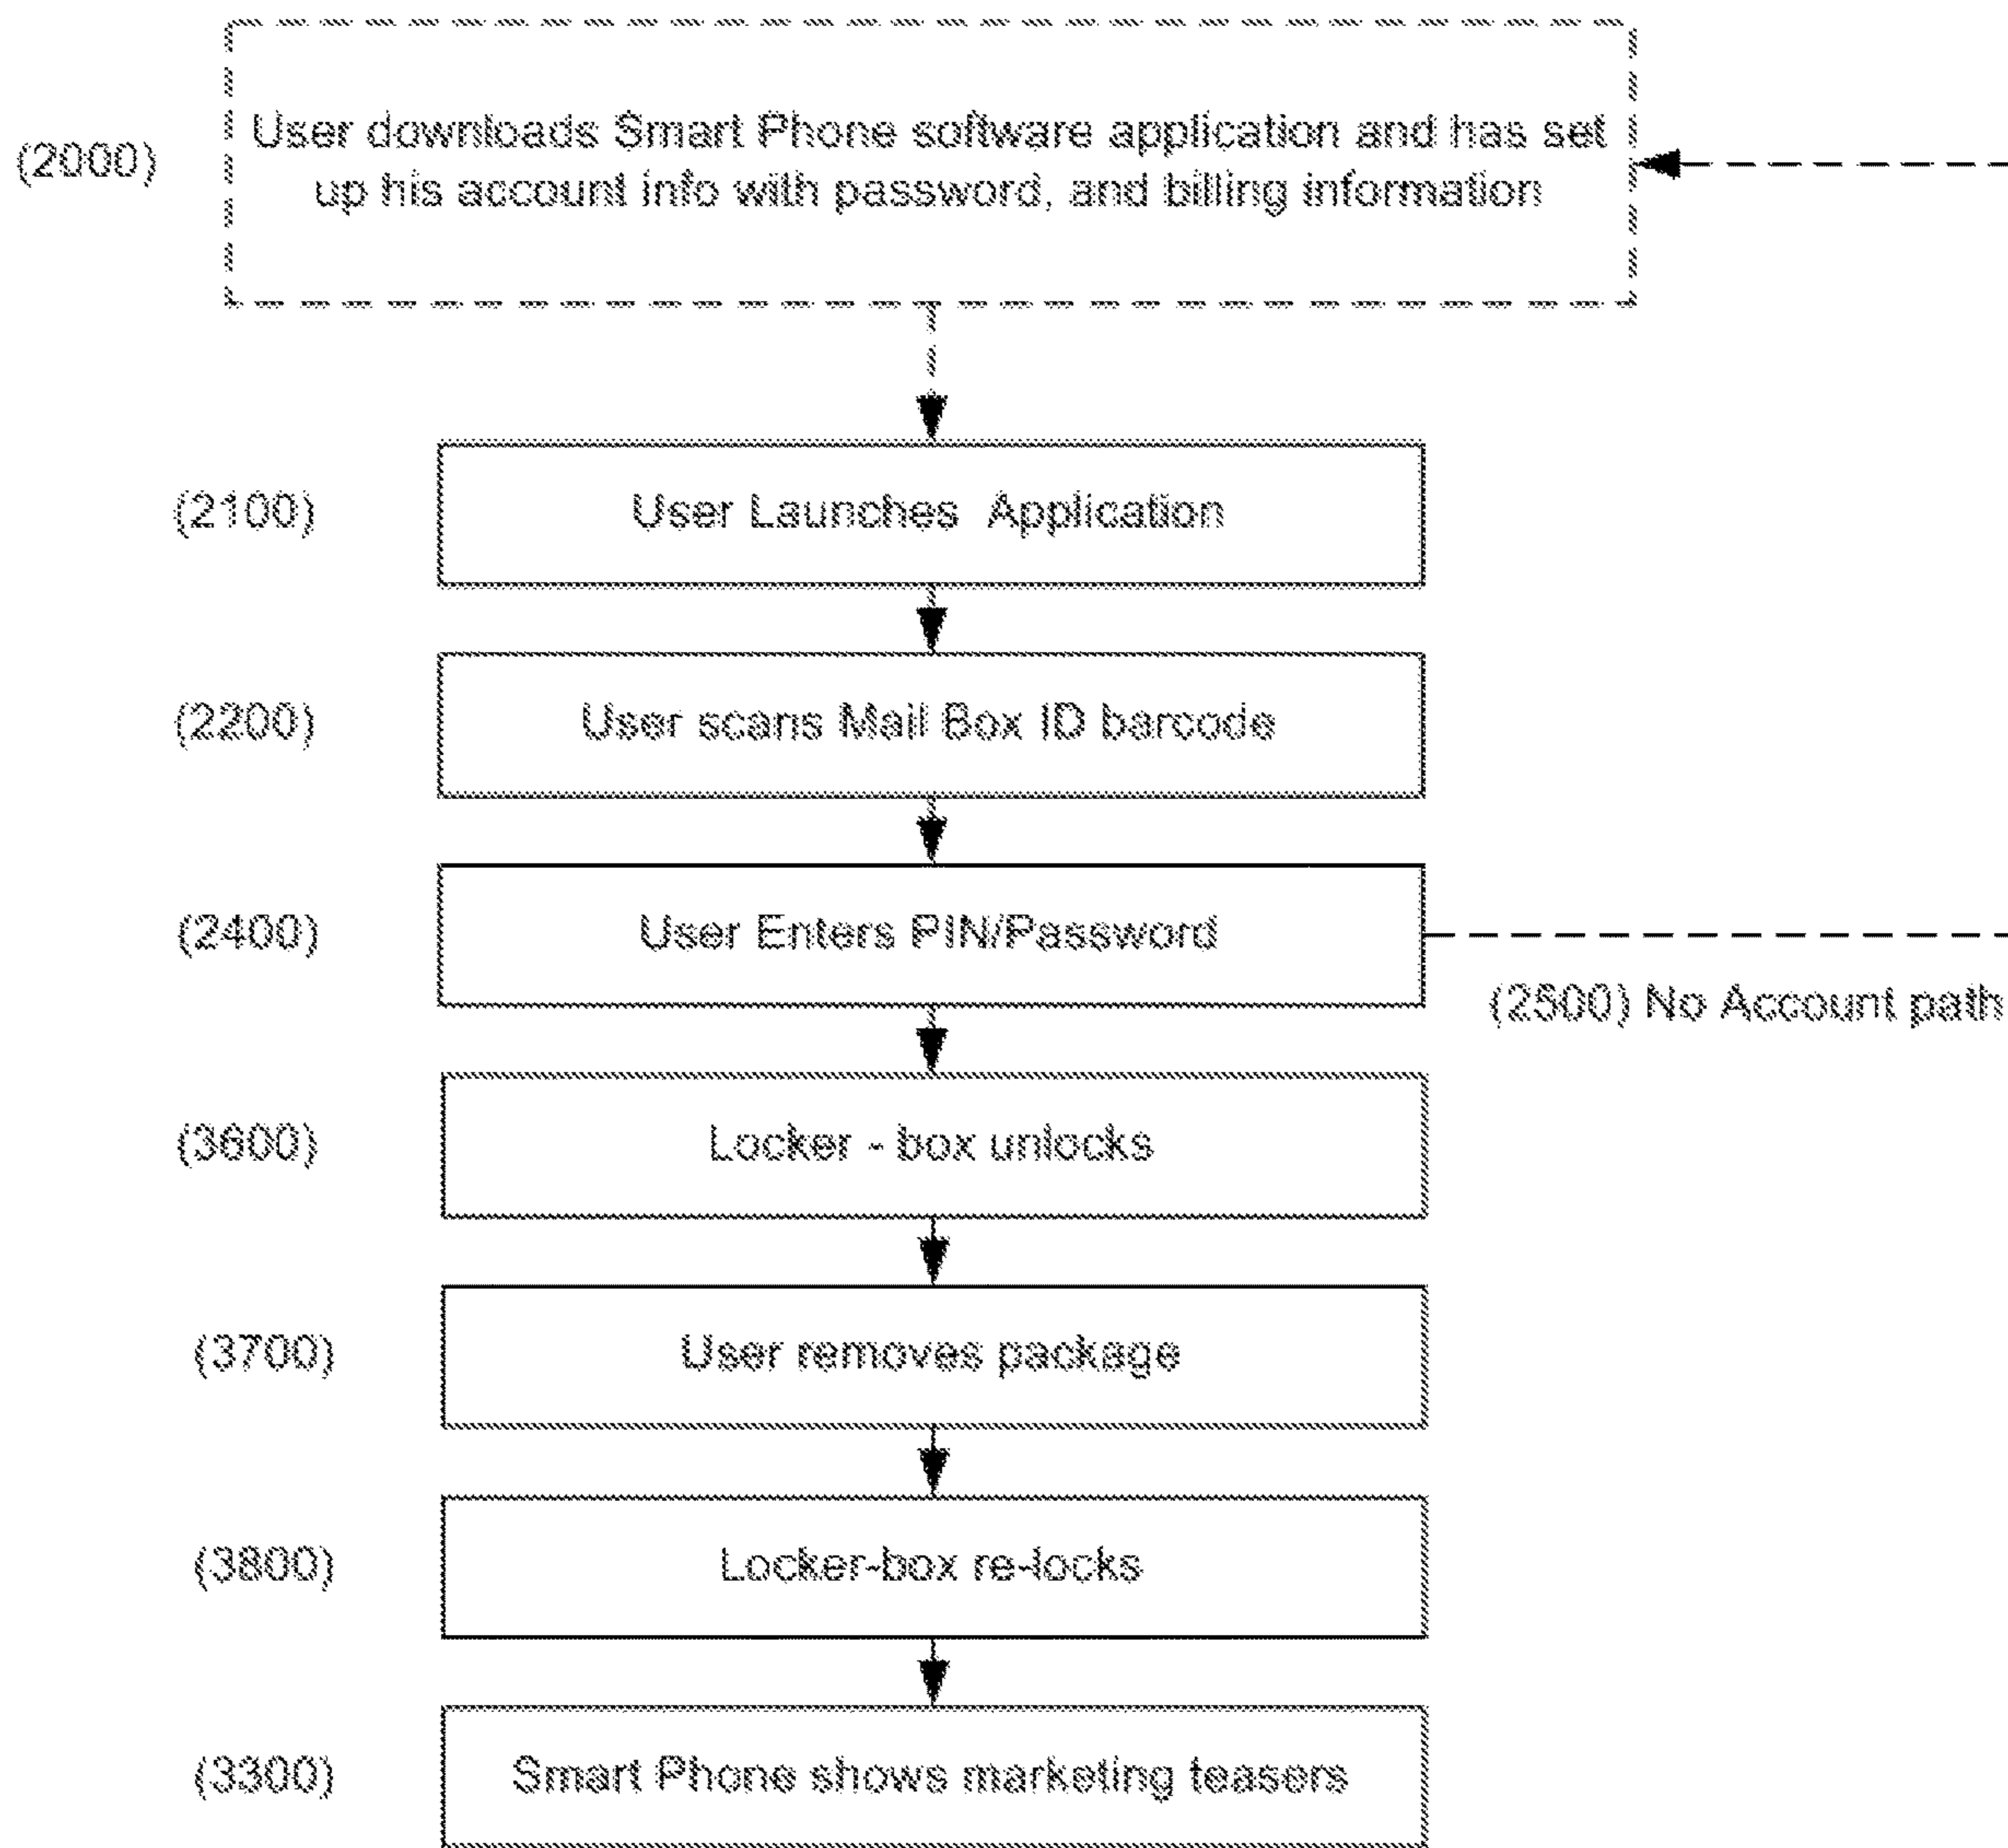 (2000)
User downloads Smart Phone software application and has set
up his account info with password, and billing information
(2100)
User Launches Application
(2200)
User scans Mail Box ID barcode
(2400)
User Enters PIN/Password
(2500) No Account path
(3600)
Locker - box unlocks
(3700)
User removes package
(3800)
Locker-box re-locks
(3300)
Smart Phone shows marketing teasers